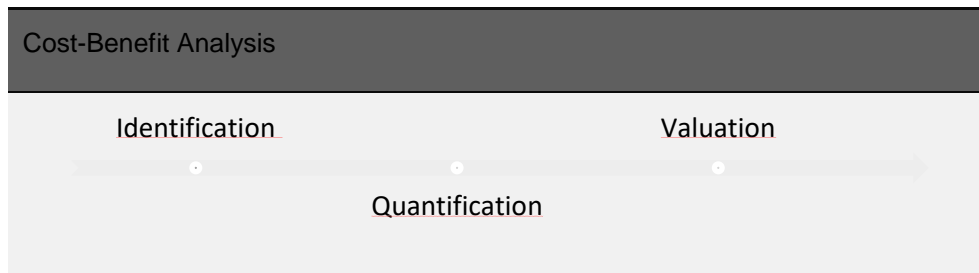 Cost-Benefit Analysis
Identification
Valuation
Quantification